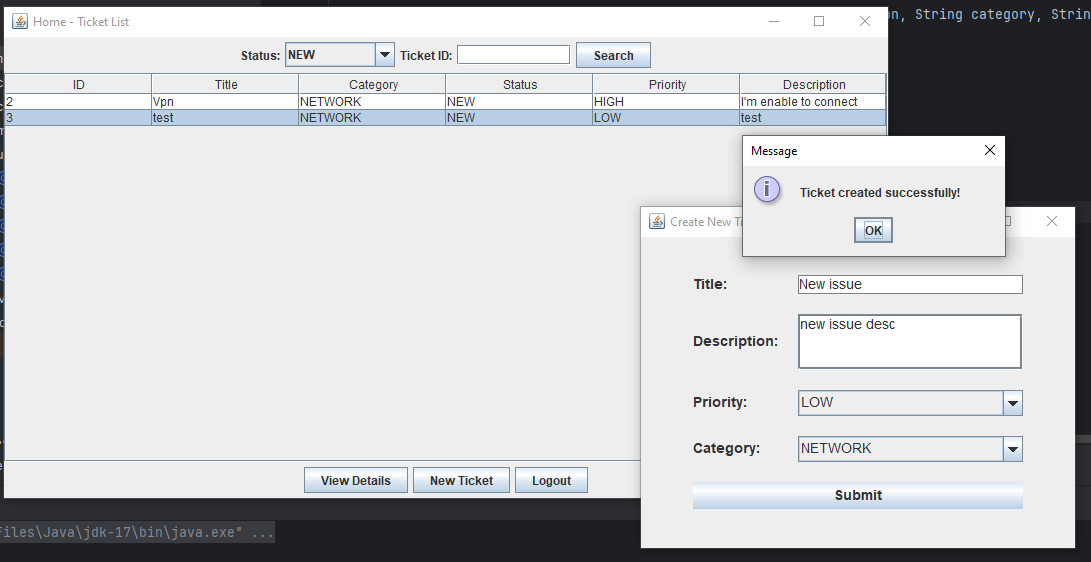 Home - Ticket List
on, String category, Strin
Status: NEW Ticket ID: Search
ID Title Category Status Priority Description
2 Vpn NETWORK NEW HIGH I'm enable to connect
3 test NETWORK NEW LOW test
Message
Ticket created successfully!
OK
Create New Ti
Title: New issue
Description: new issue desc
Priority: LOW
Category: NETWORK
Submit
View Details New Ticket Logout
Files\Java\jdk-17\bin\java.exe" ...